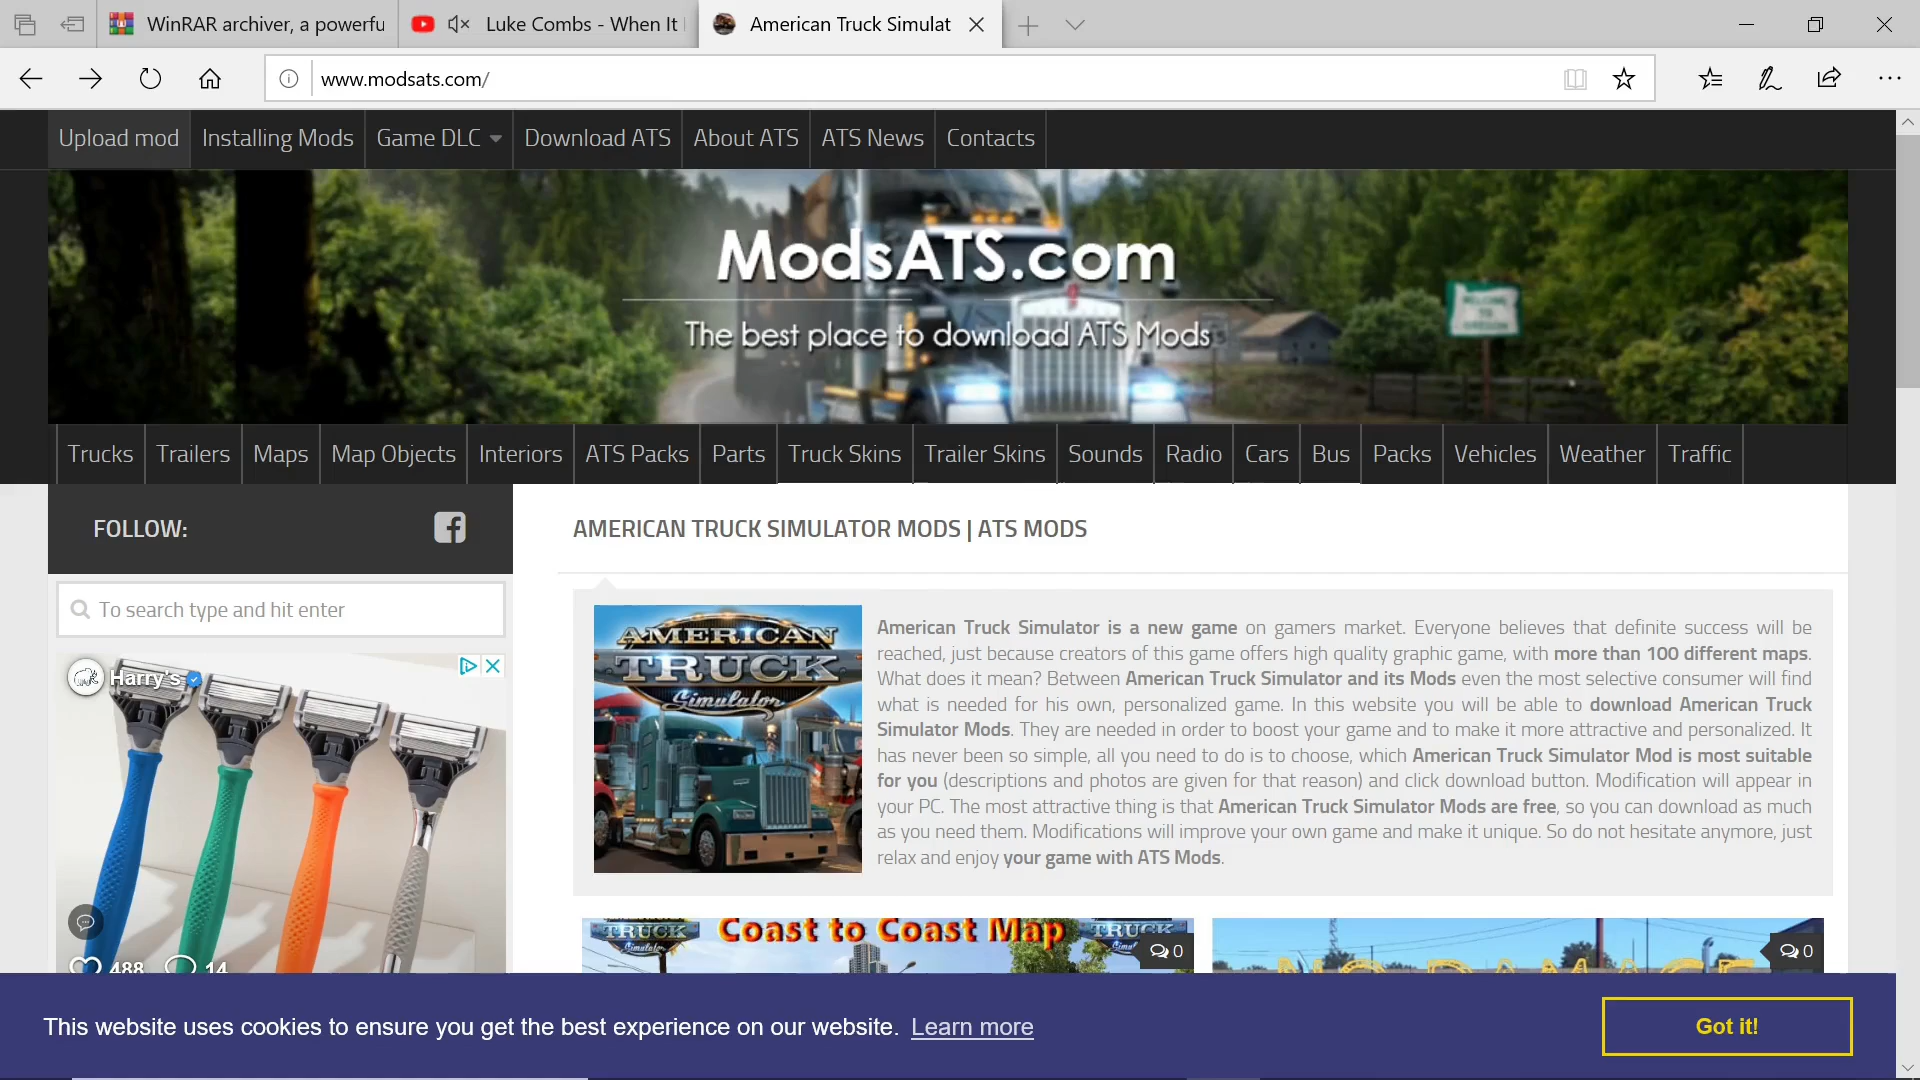 WinRAR archiver, a powerfu
Luke Combs - When It
American Truck Simulat
www.modsats.com/
Upload mod
Installing Mods
Game DLC
Download ATS
About ATS
ATS News
Contacts
ModsATS.com
The best place to download ATS Mods
WELCOME
TO
OREGON
Trucks
Trailers
Maps
Map Objects
Interiors
ATS Packs
Parts
Truck Skins
Trailer Skins
Sounds
Radio
Cars
Bus
Packs
Vehicles
Weather
Traffic
FOLLOW:
AMERICAN TRUCK SIMULATOR MODS | ATS MODS
To search type and hit enter
Harry's
488
14
AMERICAN
TRUCK
Simulator
American Truck Simulator is a new game on gamers market. Everyone believes that definite success will be
reached, just because creators of this game offers high quality graphic game, with more than 100 different maps.
What does it mean? Between American Truck Simulator and its Mods even the most selective consumer will find
what is needed for his own, personalized game. In this website you will be able to download American Truck
Simulator Mods. They are needed in order to boost your game and to make it more attractive and personalized. It
has never been so simple, all you need to do is to choose, which American Truck Simulator Mod is most suitable
for you (descriptions and photos are given for that reason) and click download button. Modification will appear in
your PC. The most attractive thing is that American Truck Simulator Mods are free, so you can download as much
as you need them. Modifications will improve your own game and make it unique. So do not hesitate anymore, just
relax and enjoy your game with ATS Mods.
TRUCK
Simulator
Coast to Coast Map
TRUCK
0
NO DAMAGE
0
This website uses cookies to ensure you get the best experience on our website. Learn more
Got it!